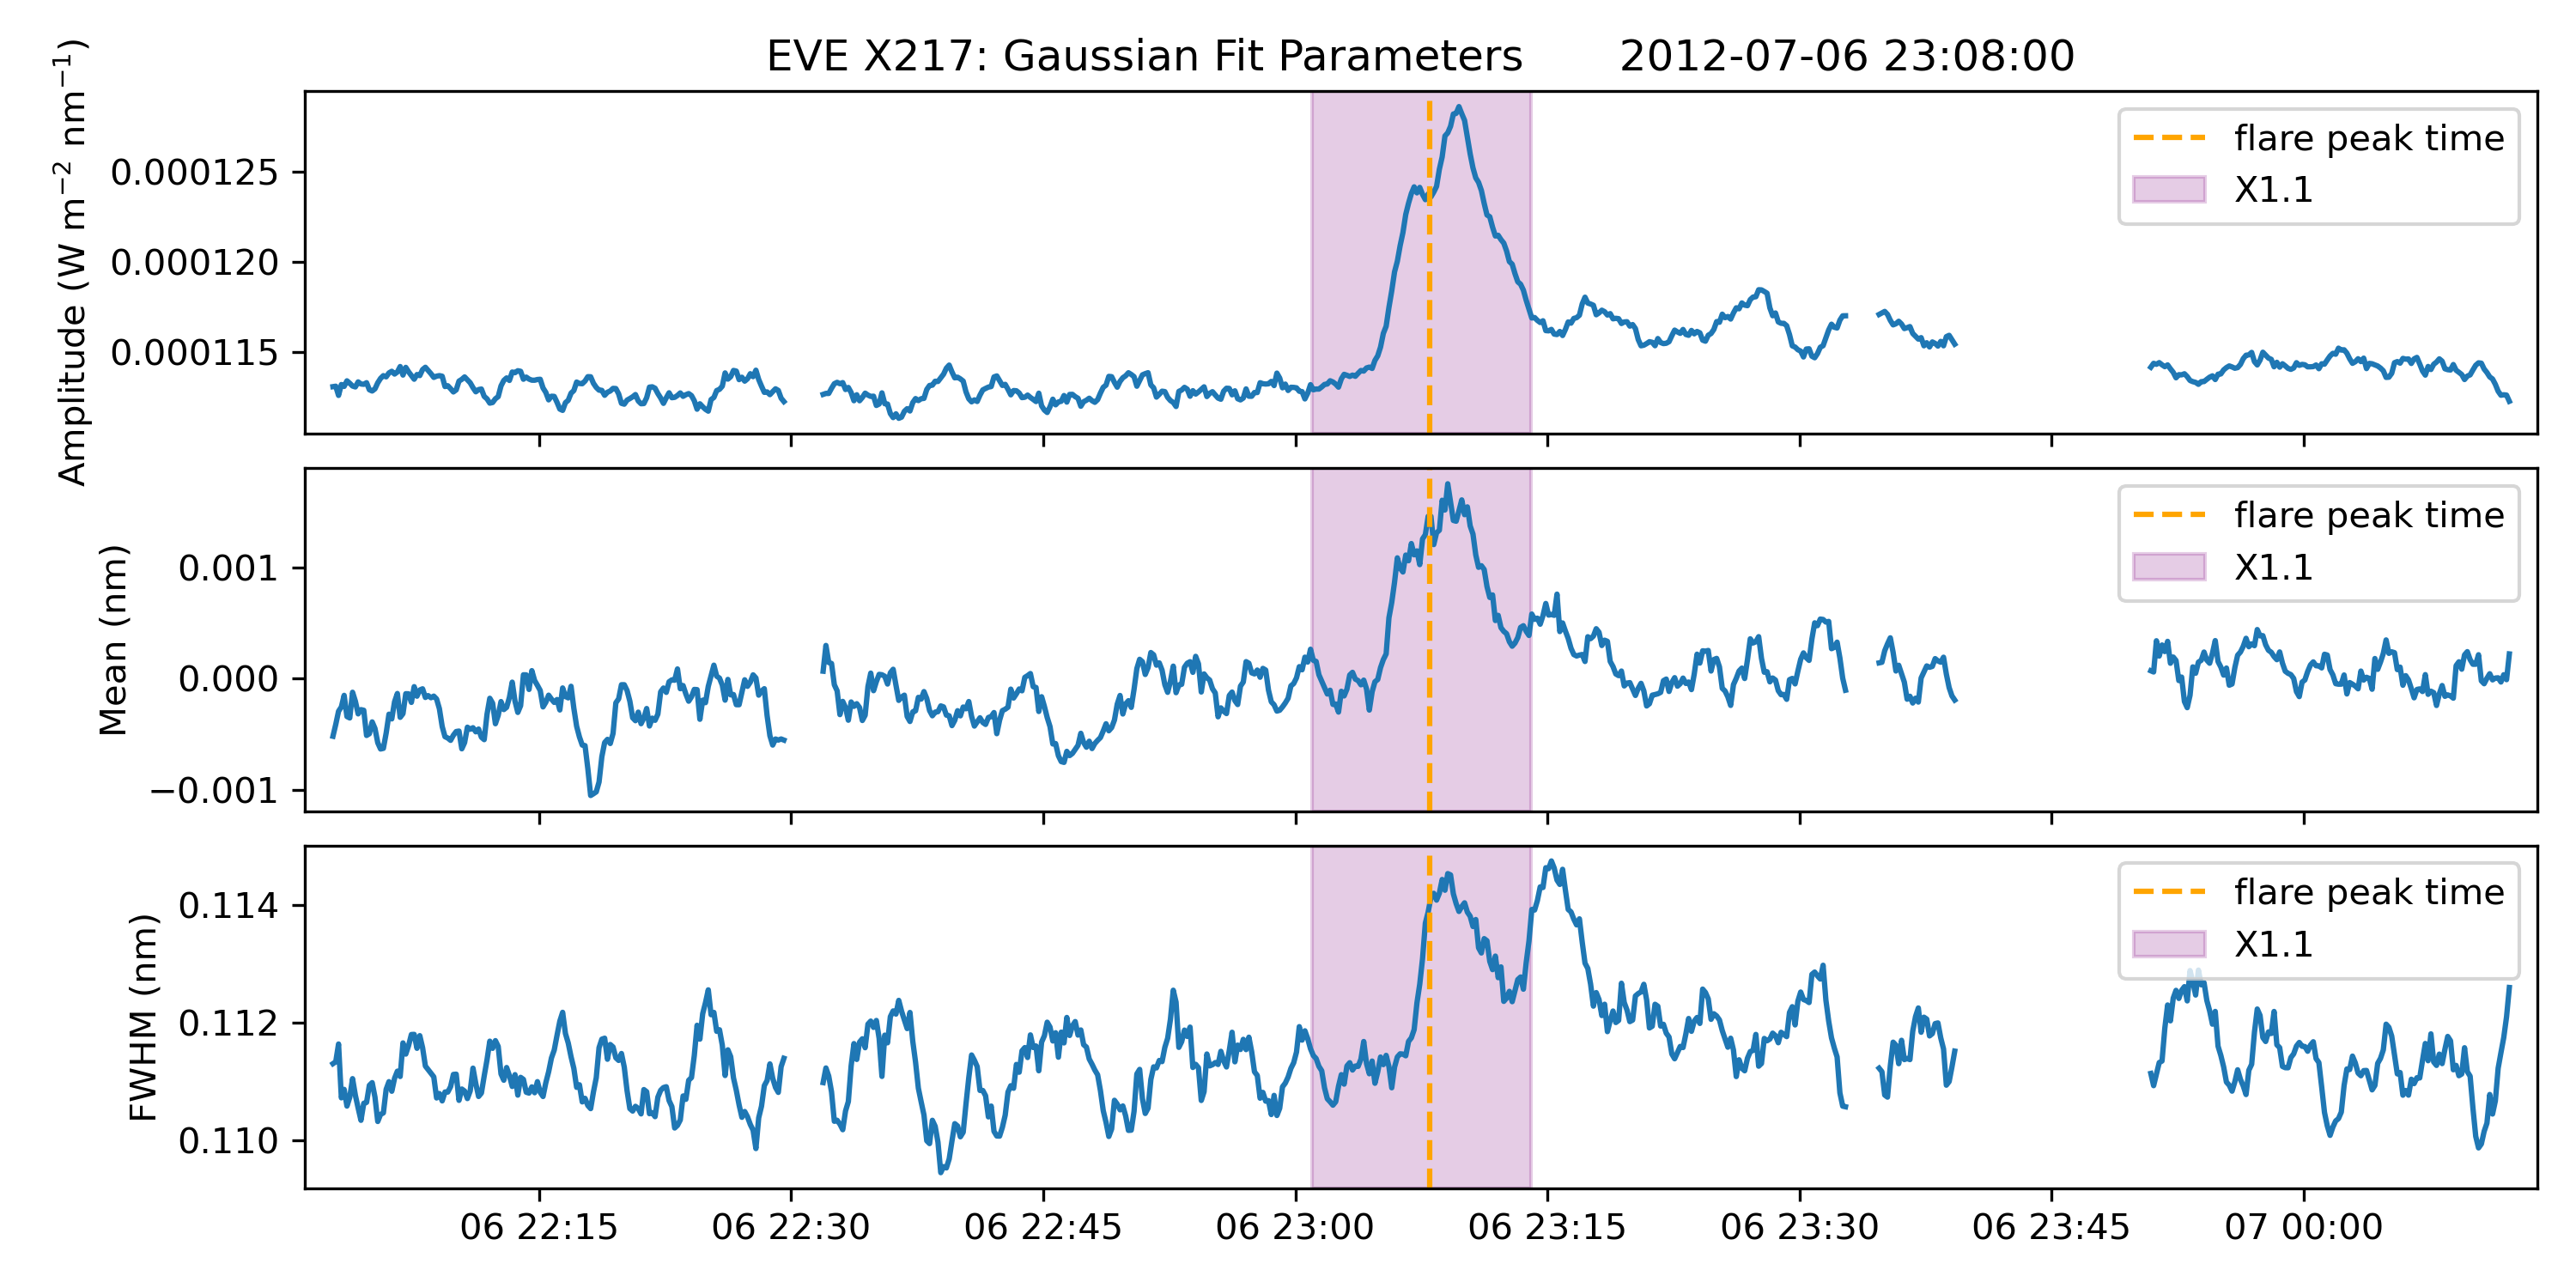 EVE X217: Gaussian Fit Parameters 2012-07-06 23:08:00
Amplitude (W m⁻² nm⁻¹)
0.000125
0.000120
0.000115
flare peak time
X1.1
Mean (nm)
0.001
0.000
−0.001
flare peak time
X1.1
FWHM (nm)
0.114
0.112
0.110
flare peak time
X1.1
06 22:15 06 22:30 06 22:45 06 23:00 06 23:15 06 23:30 06 23:45 07 00:00